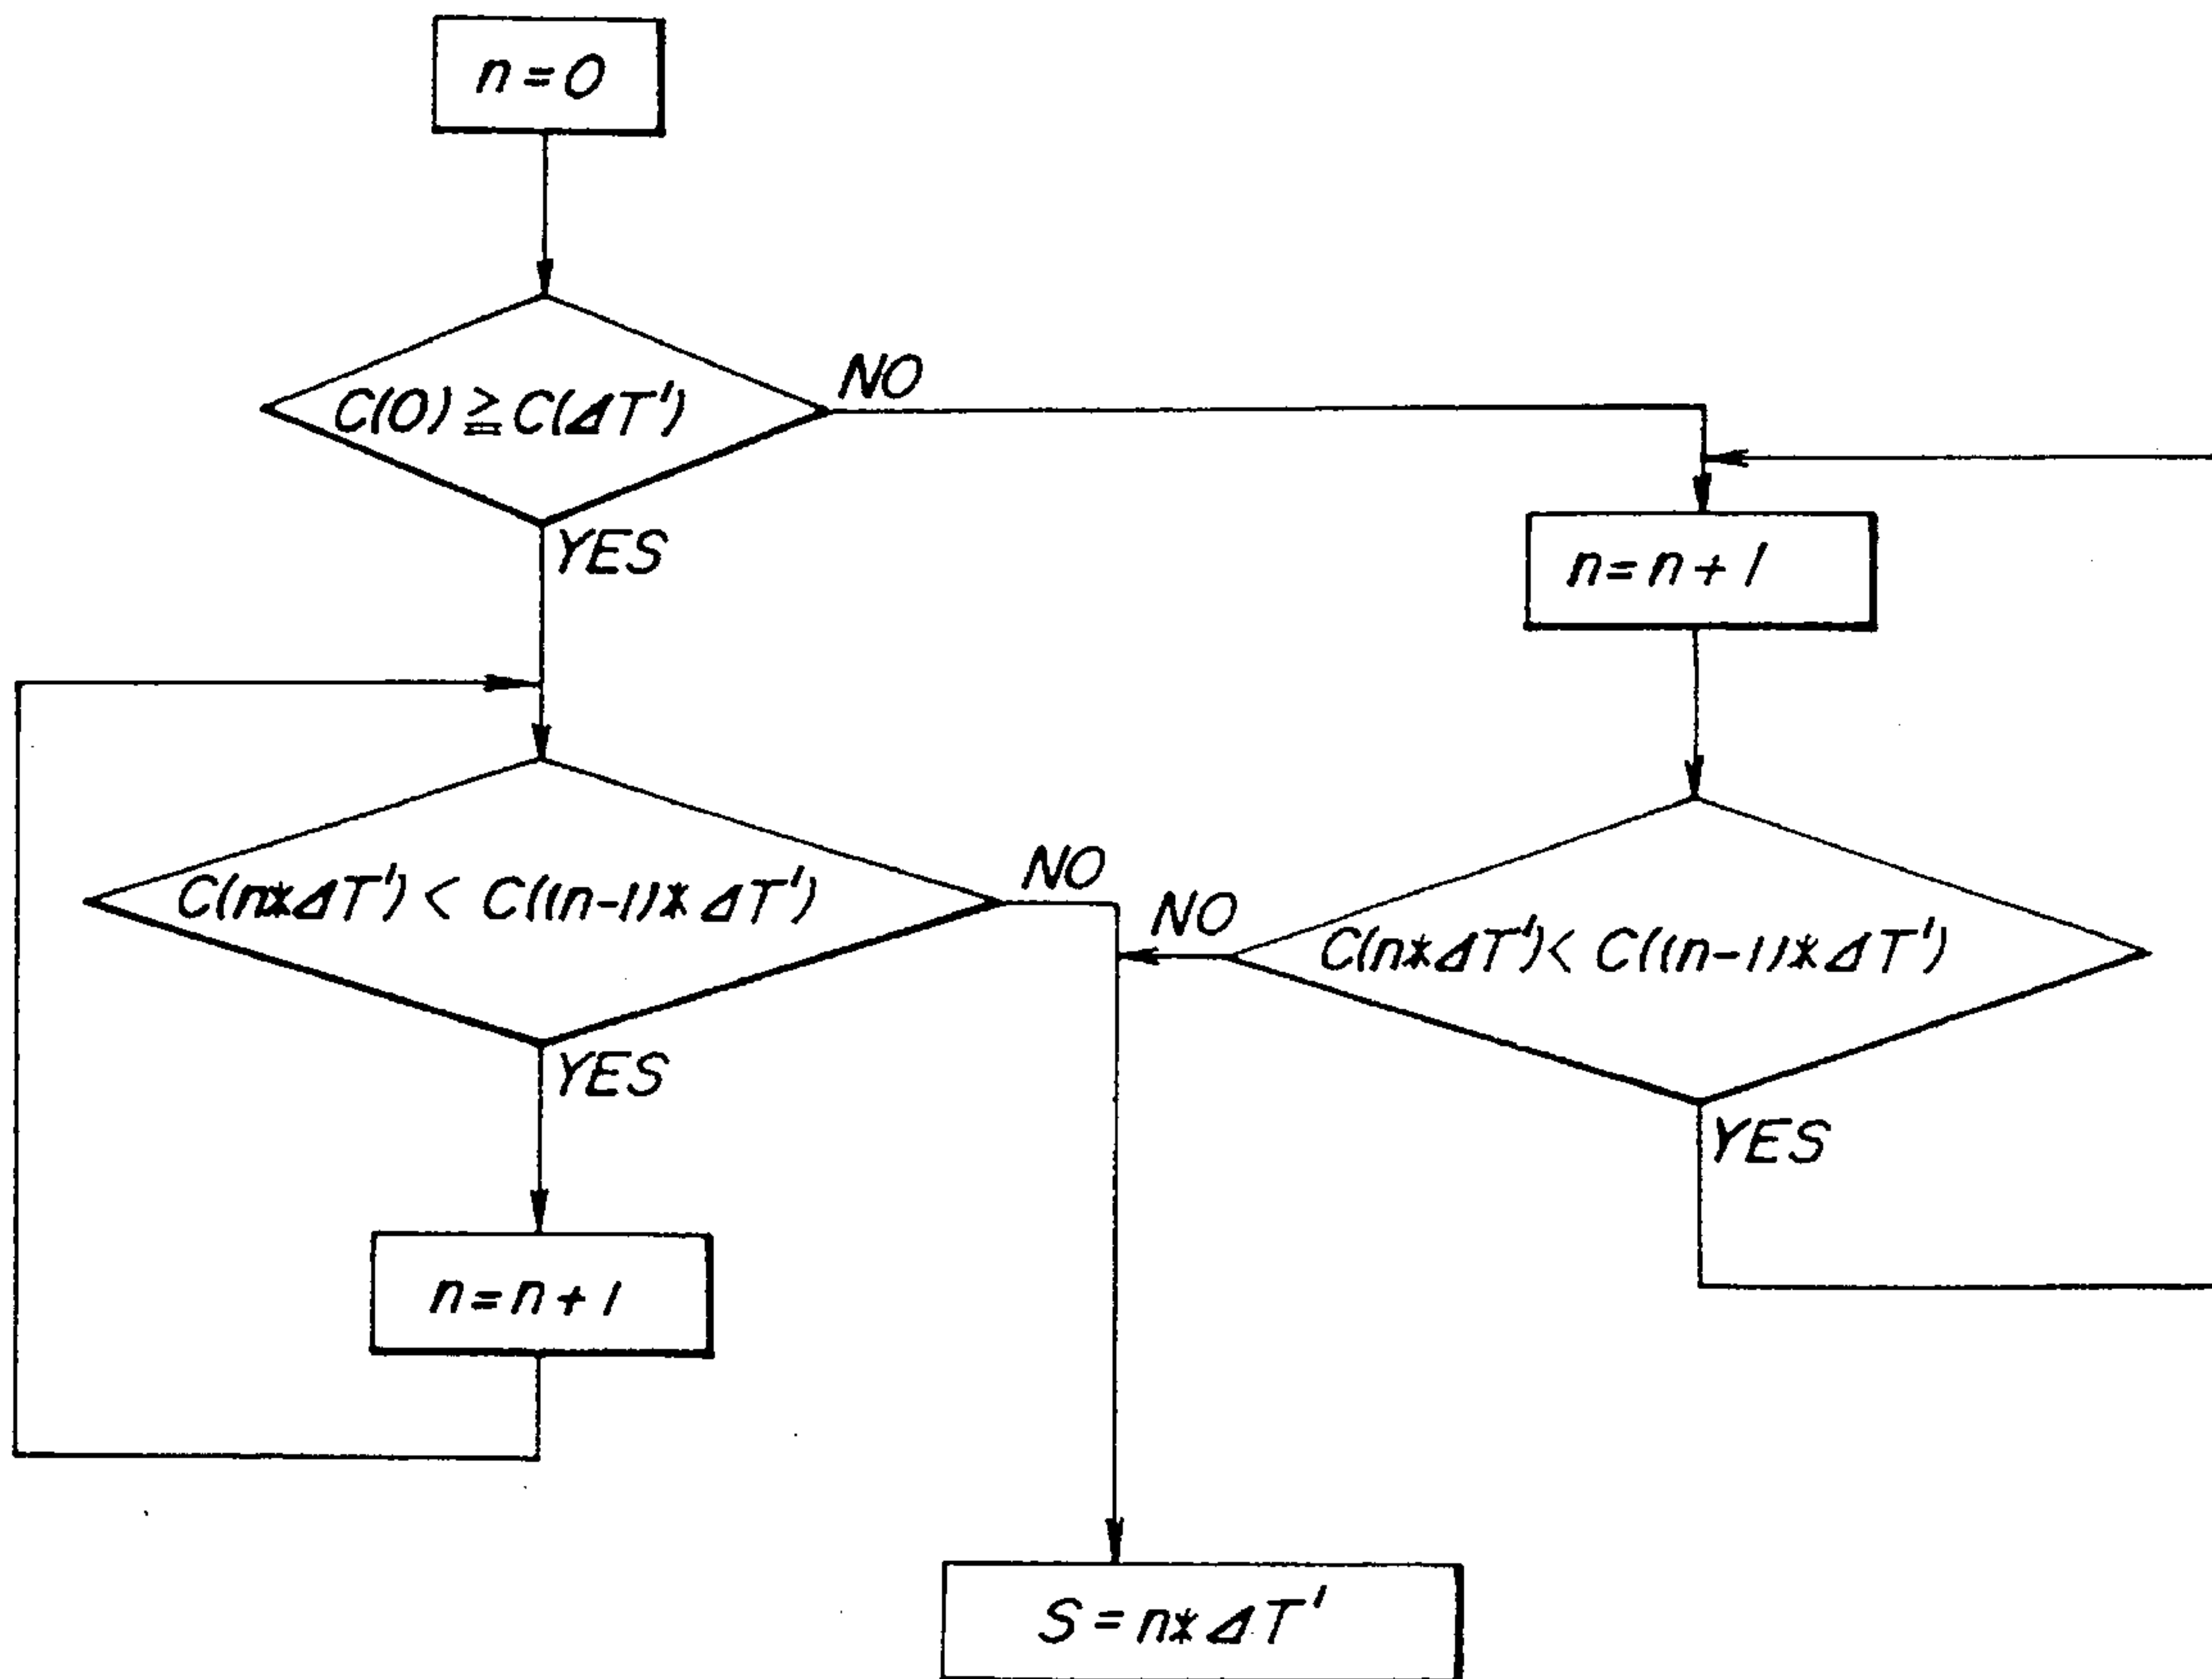 n=0
C(0)≧C(ΔT')
NO
YES
n=n+1
C(n*ΔT') < C((n-1)*ΔT')
NO
NO
C(n*ΔT') < C((n-1)*ΔT')
YES
YES
n=n+1
S=n*ΔT'